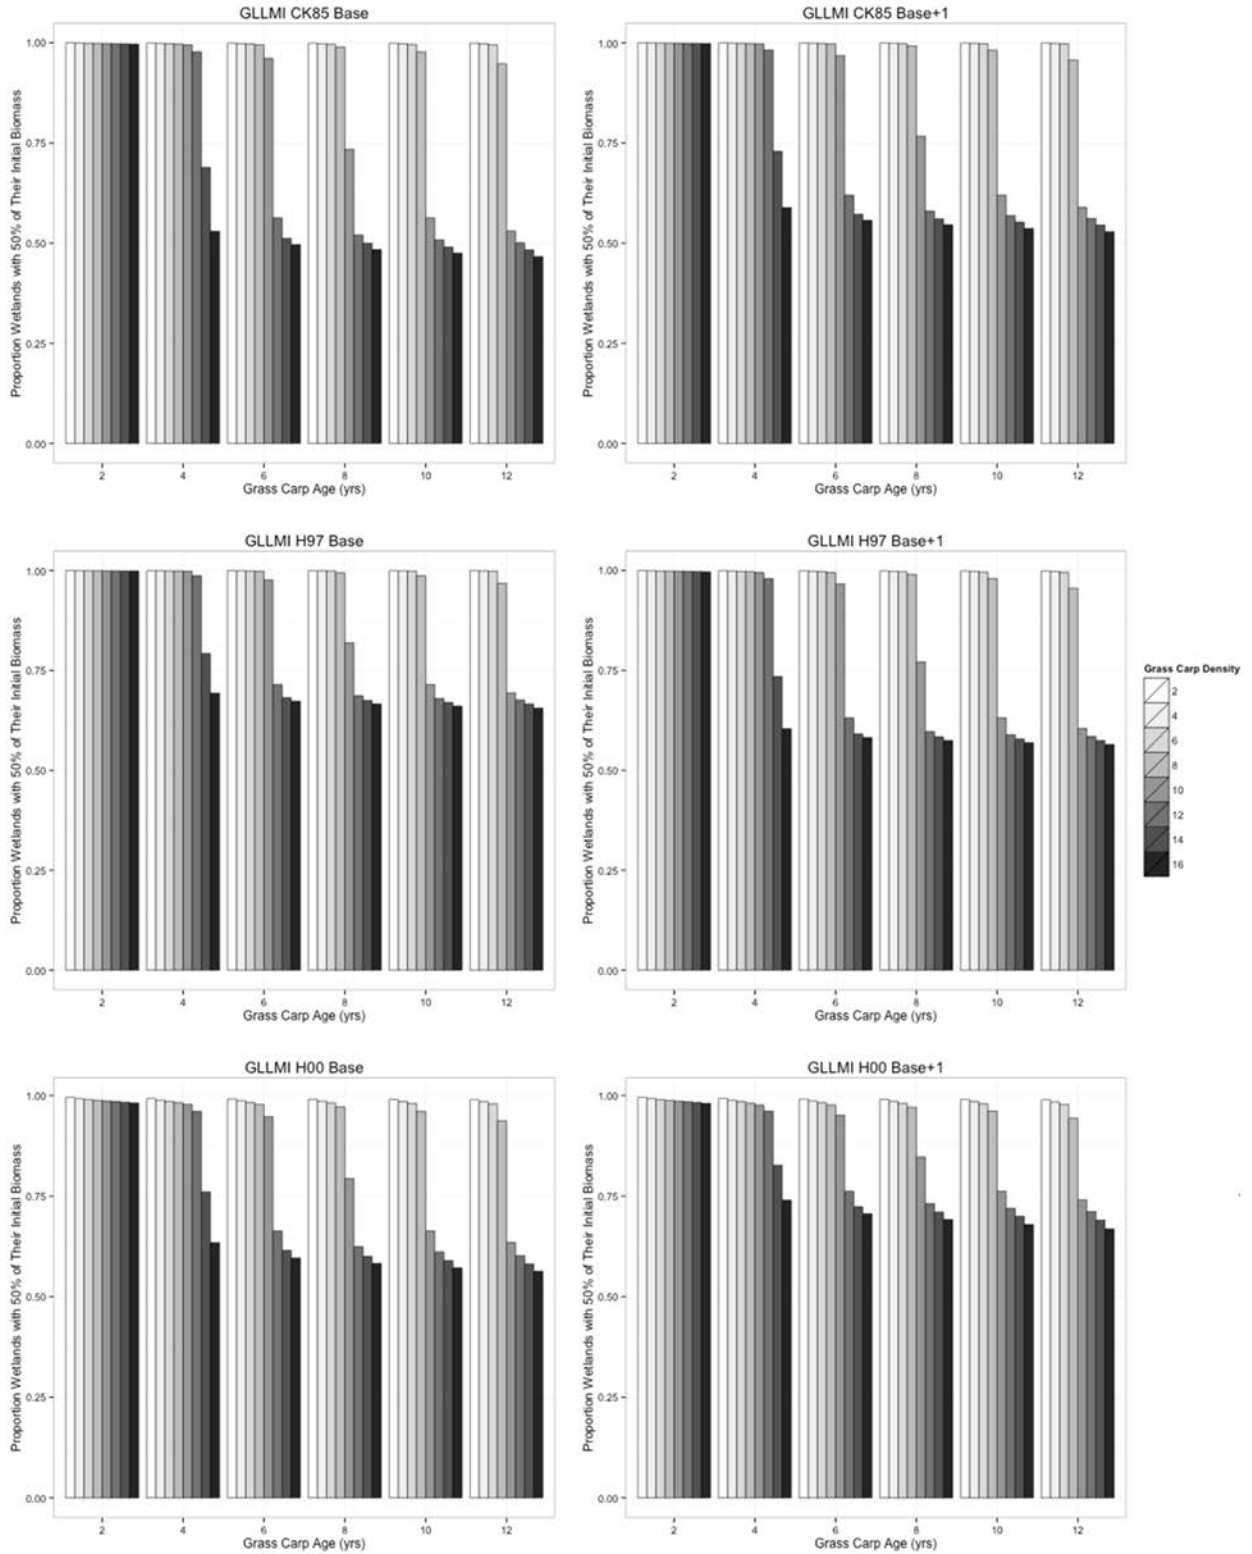 GLLMI CK85 Base
GLLMI CK85 Base+1
Proportion Wetlands with 50% of Their Initial Biomass
1.00
0.75
0.50
0.25
0.00
2 4 6 8 10 12
Grass Carp Age (yrs)
Proportion Wetlands with 50% of Their Initial Biomass
1.00
0.75
0.50
0.25
0.00
2 4 6 8 10 12
Grass Carp Age (yrs)
GLLMI H97 Base
GLLMI H97 Base+1
Proportion Wetlands with 50% of Their Initial Biomass
1.00
0.75
0.50
0.25
0.00
2 4 6 8 10 12
Grass Carp Age (yrs)
Proportion Wetlands with 50% of Their Initial Biomass
1.00
0.75
0.50
0.25
0.00
2 4 6 8 10 12
Grass Carp Age (yrs)
Grass Carp Density
2
4
6
8
10
12
14
16
GLLMI H00 Base
GLLMI H00 Base+1
Proportion Wetlands with 50% of Their Initial Biomass
1.00
0.75
0.50
0.25
0.00
2 4 6 8 10 12
Grass Carp Age (yrs)
Proportion Wetlands with 50% of Their Initial Biomass
1.00
0.75
0.50
0.25
0.00
2 4 6 8 10 12
Grass Carp Age (yrs)